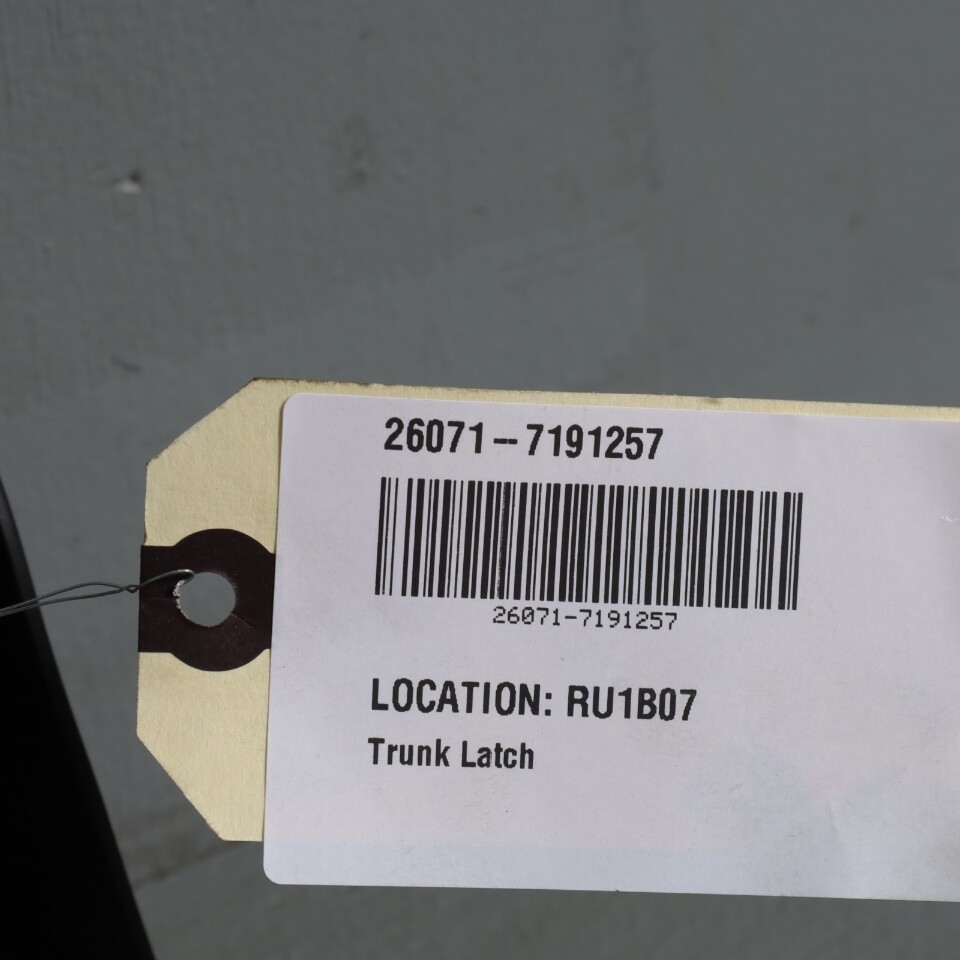 26071--7191257
26071-7191257
LOCATION: RU1B07
Trunk Latch